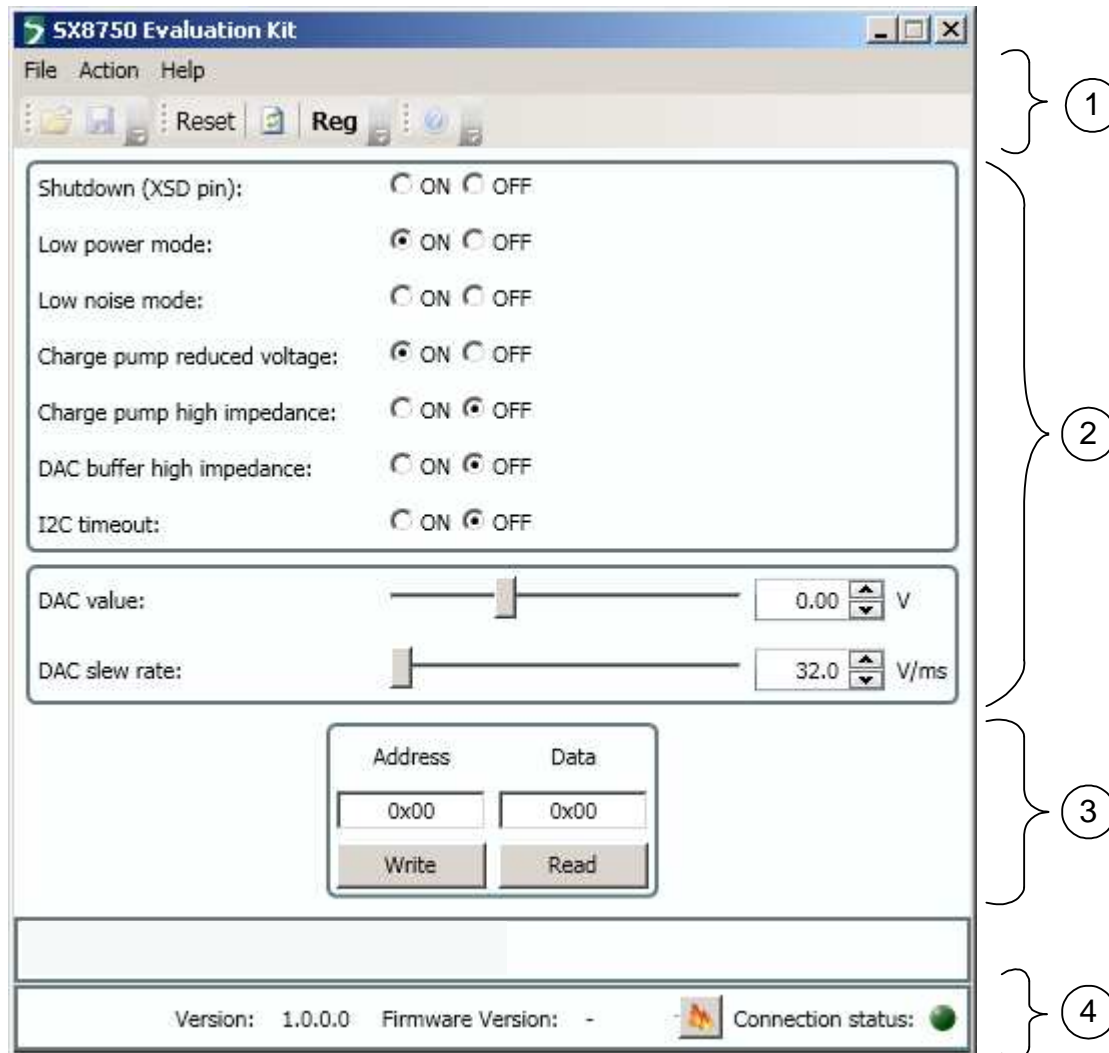 SX8750 Evaluation Kit
File Action Help
Reset Reg
1
Shutdown (XSD pin): ON OFF
Low power mode: ON OFF
Low noise mode: ON OFF
Charge pump reduced voltage: ON OFF
Charge pump high impedance: ON OFF
DAC buffer high impedance: ON OFF
I2C timeout: ON OFF
2
DAC value: 0.00 V
DAC slew rate: 32.0 V/ms
Address Data
0x00 0x00
Write Read
3
Version: 1.0.0.0 Firmware Version: - Connection status:
4